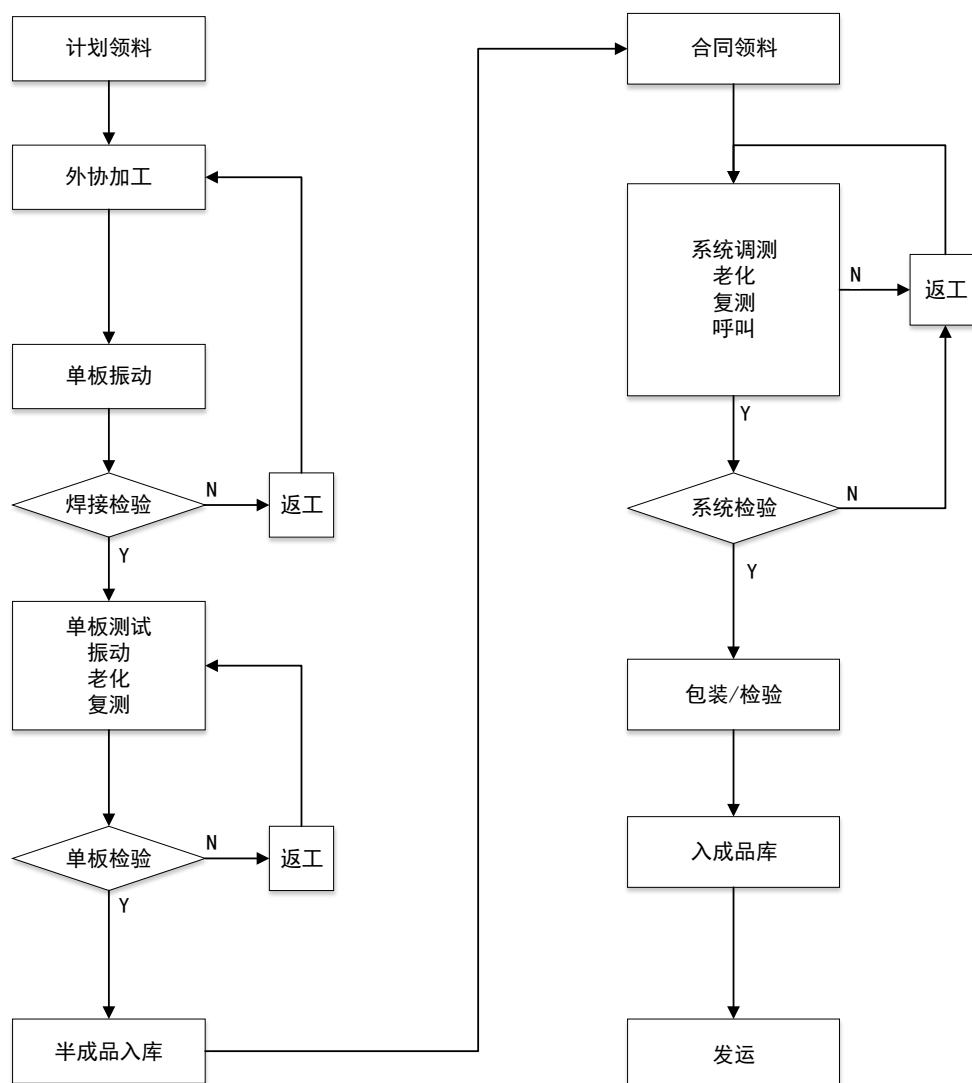 计划领料
外协加工
单板振动
焊接检验
N
返工
Y
单板测试
振动
老化
复测
单板检验
N
返工
Y
半成品入库
合同领料
系统调测
老化
复测
呼叫
N
返工
Y
系统检验
N
Y
包装/检验
入成品库
发运